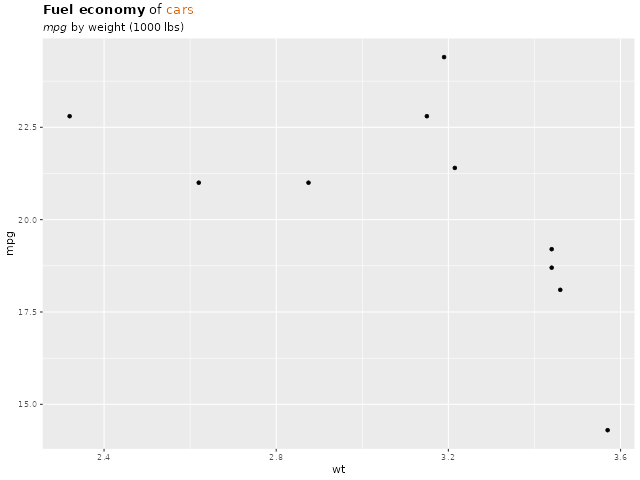 Fuel economy of cars
mpg by weight (1000 lbs)
22.5
20.0
17.5
15.0
mpg
2.4 2.8 3.2 3.6
wt